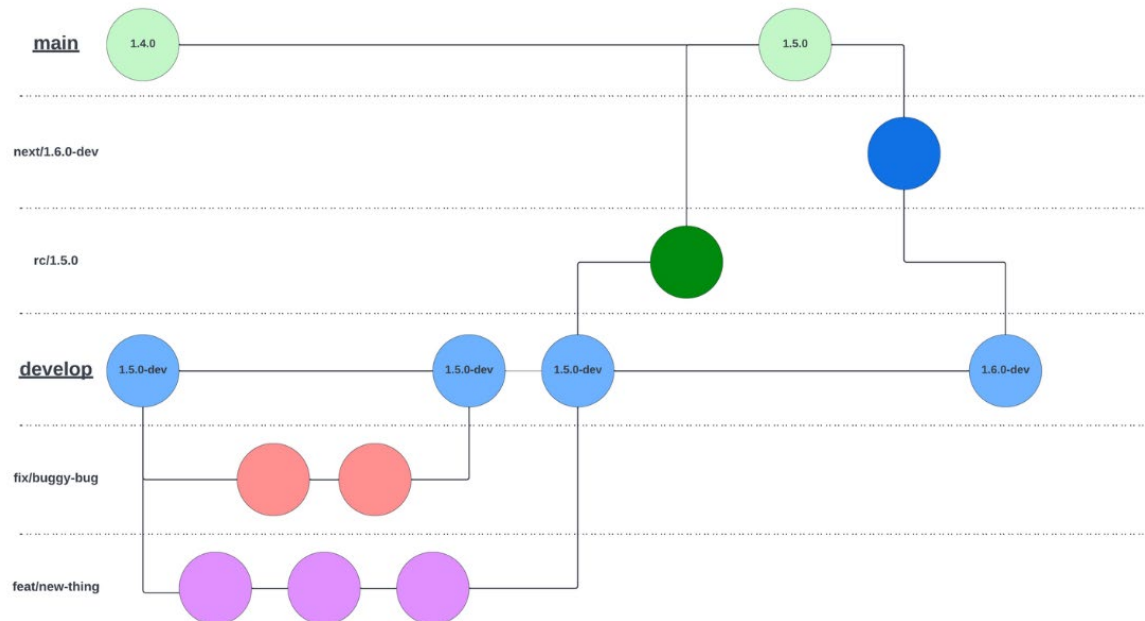 main
1.4.0
1.5.0
next/1.6.0-dev
rc/1.5.0
develop
1.5.0-dev
1.5.0-dev
1.5.0-dev
1.6.0-dev
fix/buggy-bug
feat/new-thing